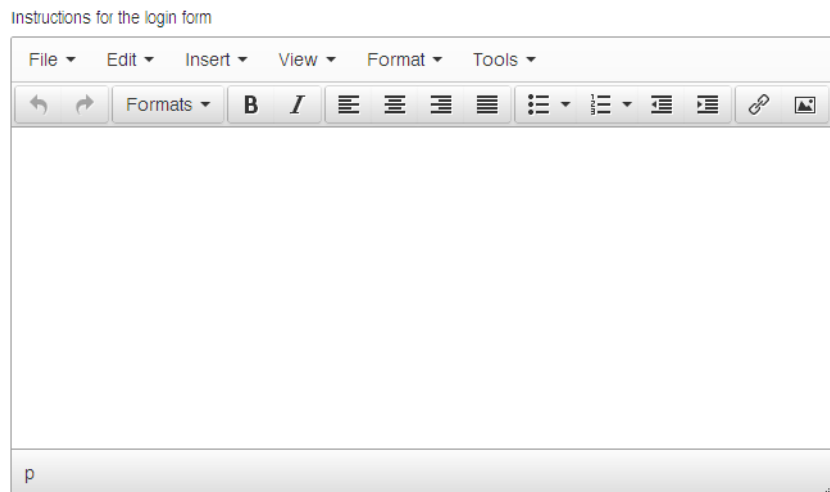 Instructions for the login form
File Edit Insert View Format Tools
Formats B I
p